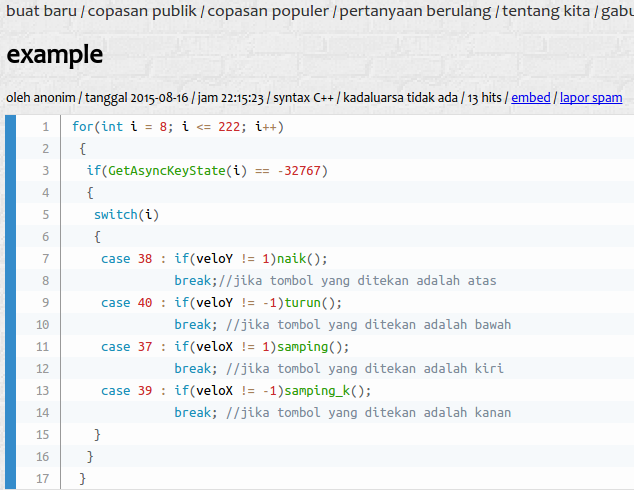 buat baru / copasan publik / copasan populer / pertanyaan berulang / tentang kita / gabu
example
oleh anonim / tanggal 2015-08-16 / jam 22:15:23 / syntax C++ / kadaluarsa tidak ada / 13 hits / embed / lapor spam
1 for(int i = 8; i <= 222; i++)
2 {
3 if(GetAsyncKeyState(i) == -32767)
4 {
5 switch(i)
6 {
7 case 38 : if(veloY != 1)naik();
8 break;//jika tombol yang ditekan adalah atas
9 case 40 : if(veloY != -1)turun();
10 break; //jika tombol yang ditekan adalah bawah
11 case 37 : if(veloX != 1)samping();
12 break; //jika tombol yang ditekan adalah kiri
13 case 39 : if(veloX != -1)samping_k();
14 break; //jika tombol yang ditekan adalah kanan
15 }
16 }
17 }